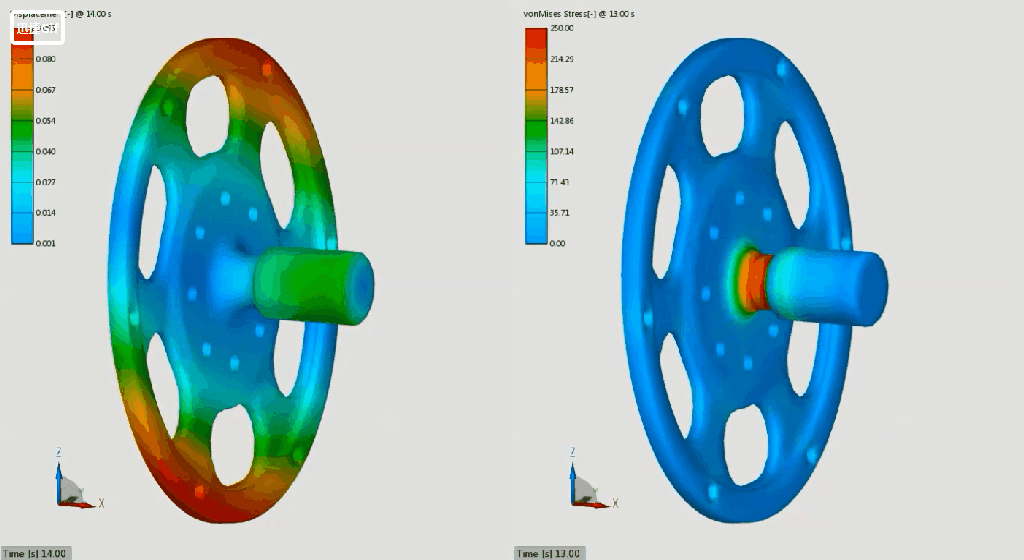 Displacement[-] @ 14.00 s
0.080
0.067
0.054
0.040
0.027
0.014
0.001
Z
X
Time [s] 14.00
vonMises Stress[-] @ 13.00 s
250.00
214.29
178.57
142.86
107.14
71.43
35.71
0.00
Z
X
Time [s] 13.00